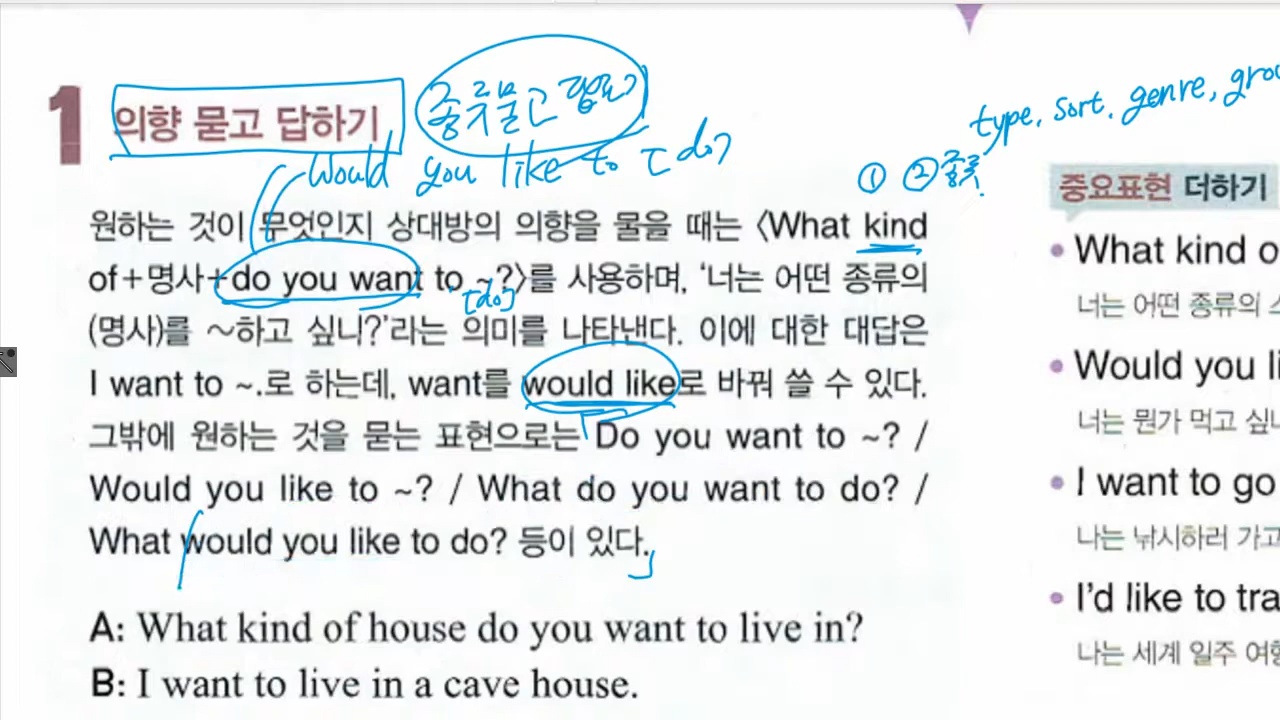 1 의향 묻고 답하기
종류묻고 답하기
type, sort, genre, grou
Would you like to [do?
① ② 종류
원하는 것이 무엇인지 상대방의 의향을 물을 때는 〈What kind
of+명사+do you want to ~?〉를 사용하며, ‘너는 어떤 종류의
[do]
(명사)를 ~하고 싶니?’라는 의미를 나타낸다. 이에 대한 대답은
I want to ~.로 하는데, want를 would like로 바꿔 쓸 수 있다.
그밖에 원하는 것을 묻는 표현으로는 Do you want to ~? /
Would you like to ~? / What do you want to do? /
What would you like to do? 등이 있다.
A: What kind of house do you want to live in?
B: I want to live in a cave house.
중요표현 더하기
• What kind o
너는 어떤 종류의 스
• Would you li
너는 뭔가 먹고 싶니
• I want to go
나는 낚시하러 가고
• I’d like to tra
나는 세계 일주 여행